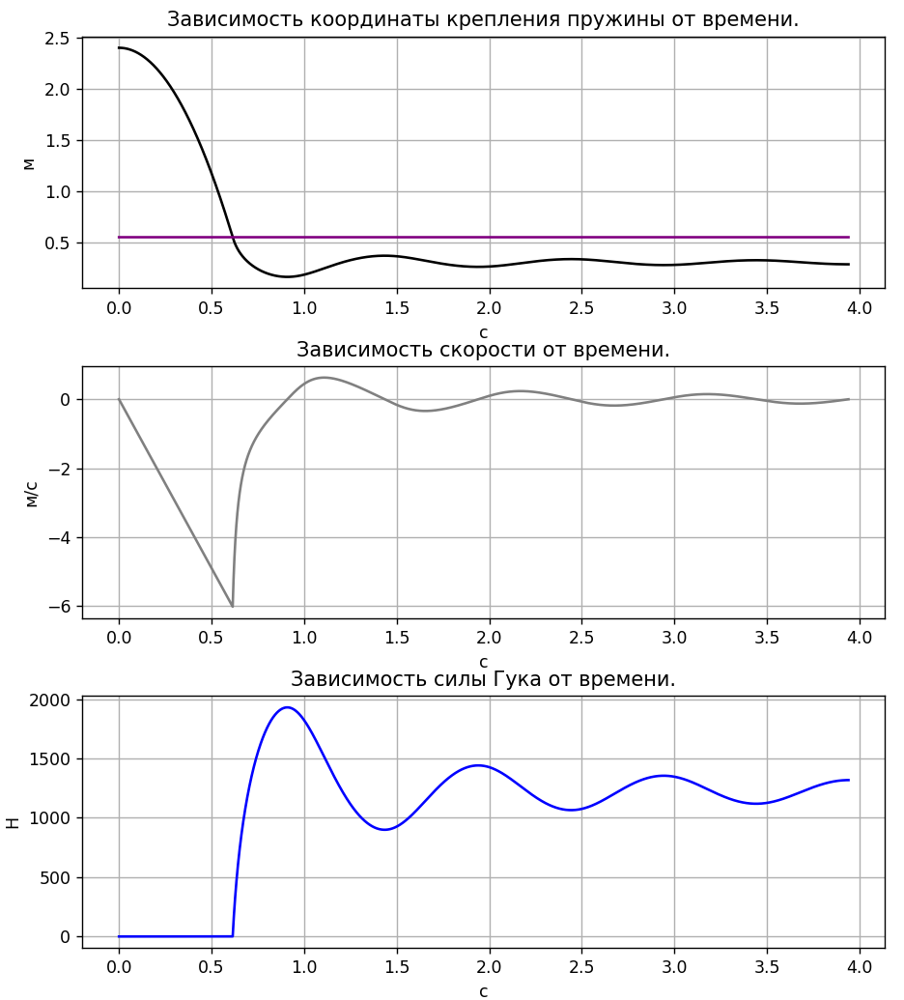 Зависимость координаты крепления пружины от времени.
2.5
2.0
1.5
1.0
0.5
м
0.0 0.5 1.0 1.5 2.0 2.5 3.0 3.5 4.0
с
Зависимость скорости от времени.
0
−2
−4
−6
м/с
0.0 0.5 1.0 1.5 2.0 2.5 3.0 3.5 4.0
с
Зависимость силы Гука от времени.
2000
1500
1000
500
0
Н
0.0 0.5 1.0 1.5 2.0 2.5 3.0 3.5 4.0
с